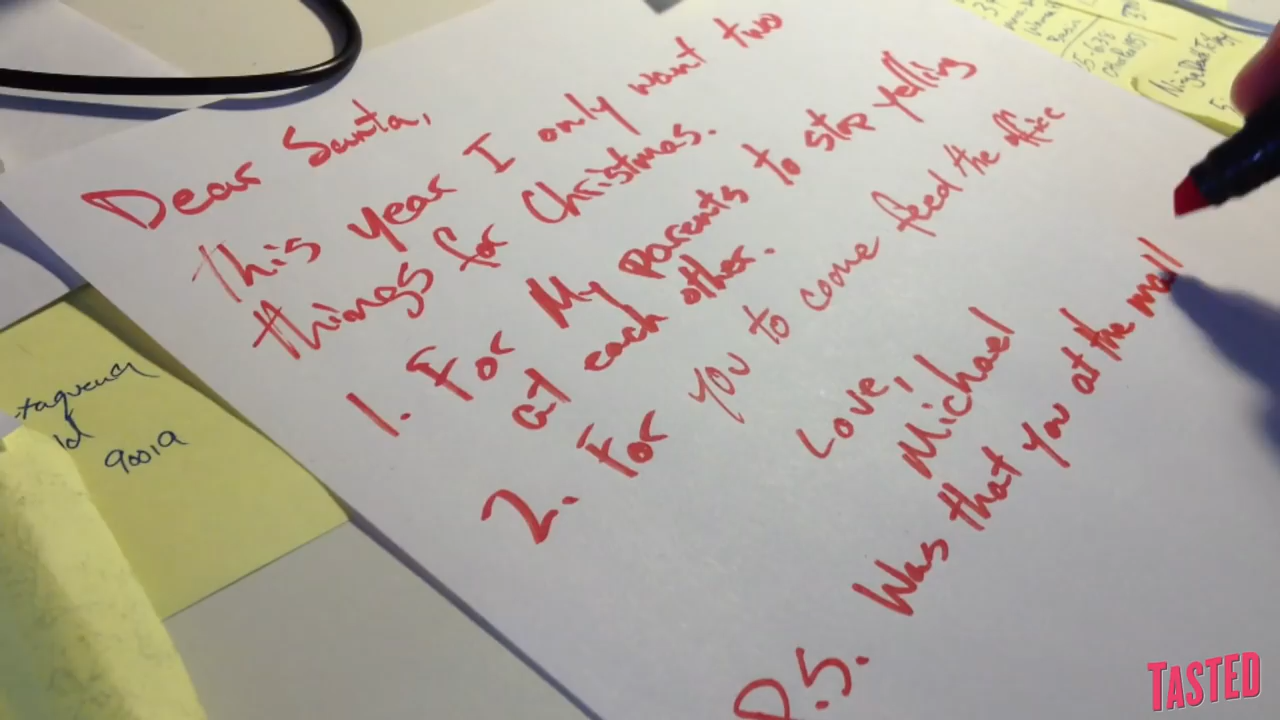 Dear Santa,
This year I only want two
things for Christmas.
1. For My Parents to stop yelling
at each other.
2. For you to come feed the office
Love,
Michael
P.S. Was that you at the mall
90019
TASTED